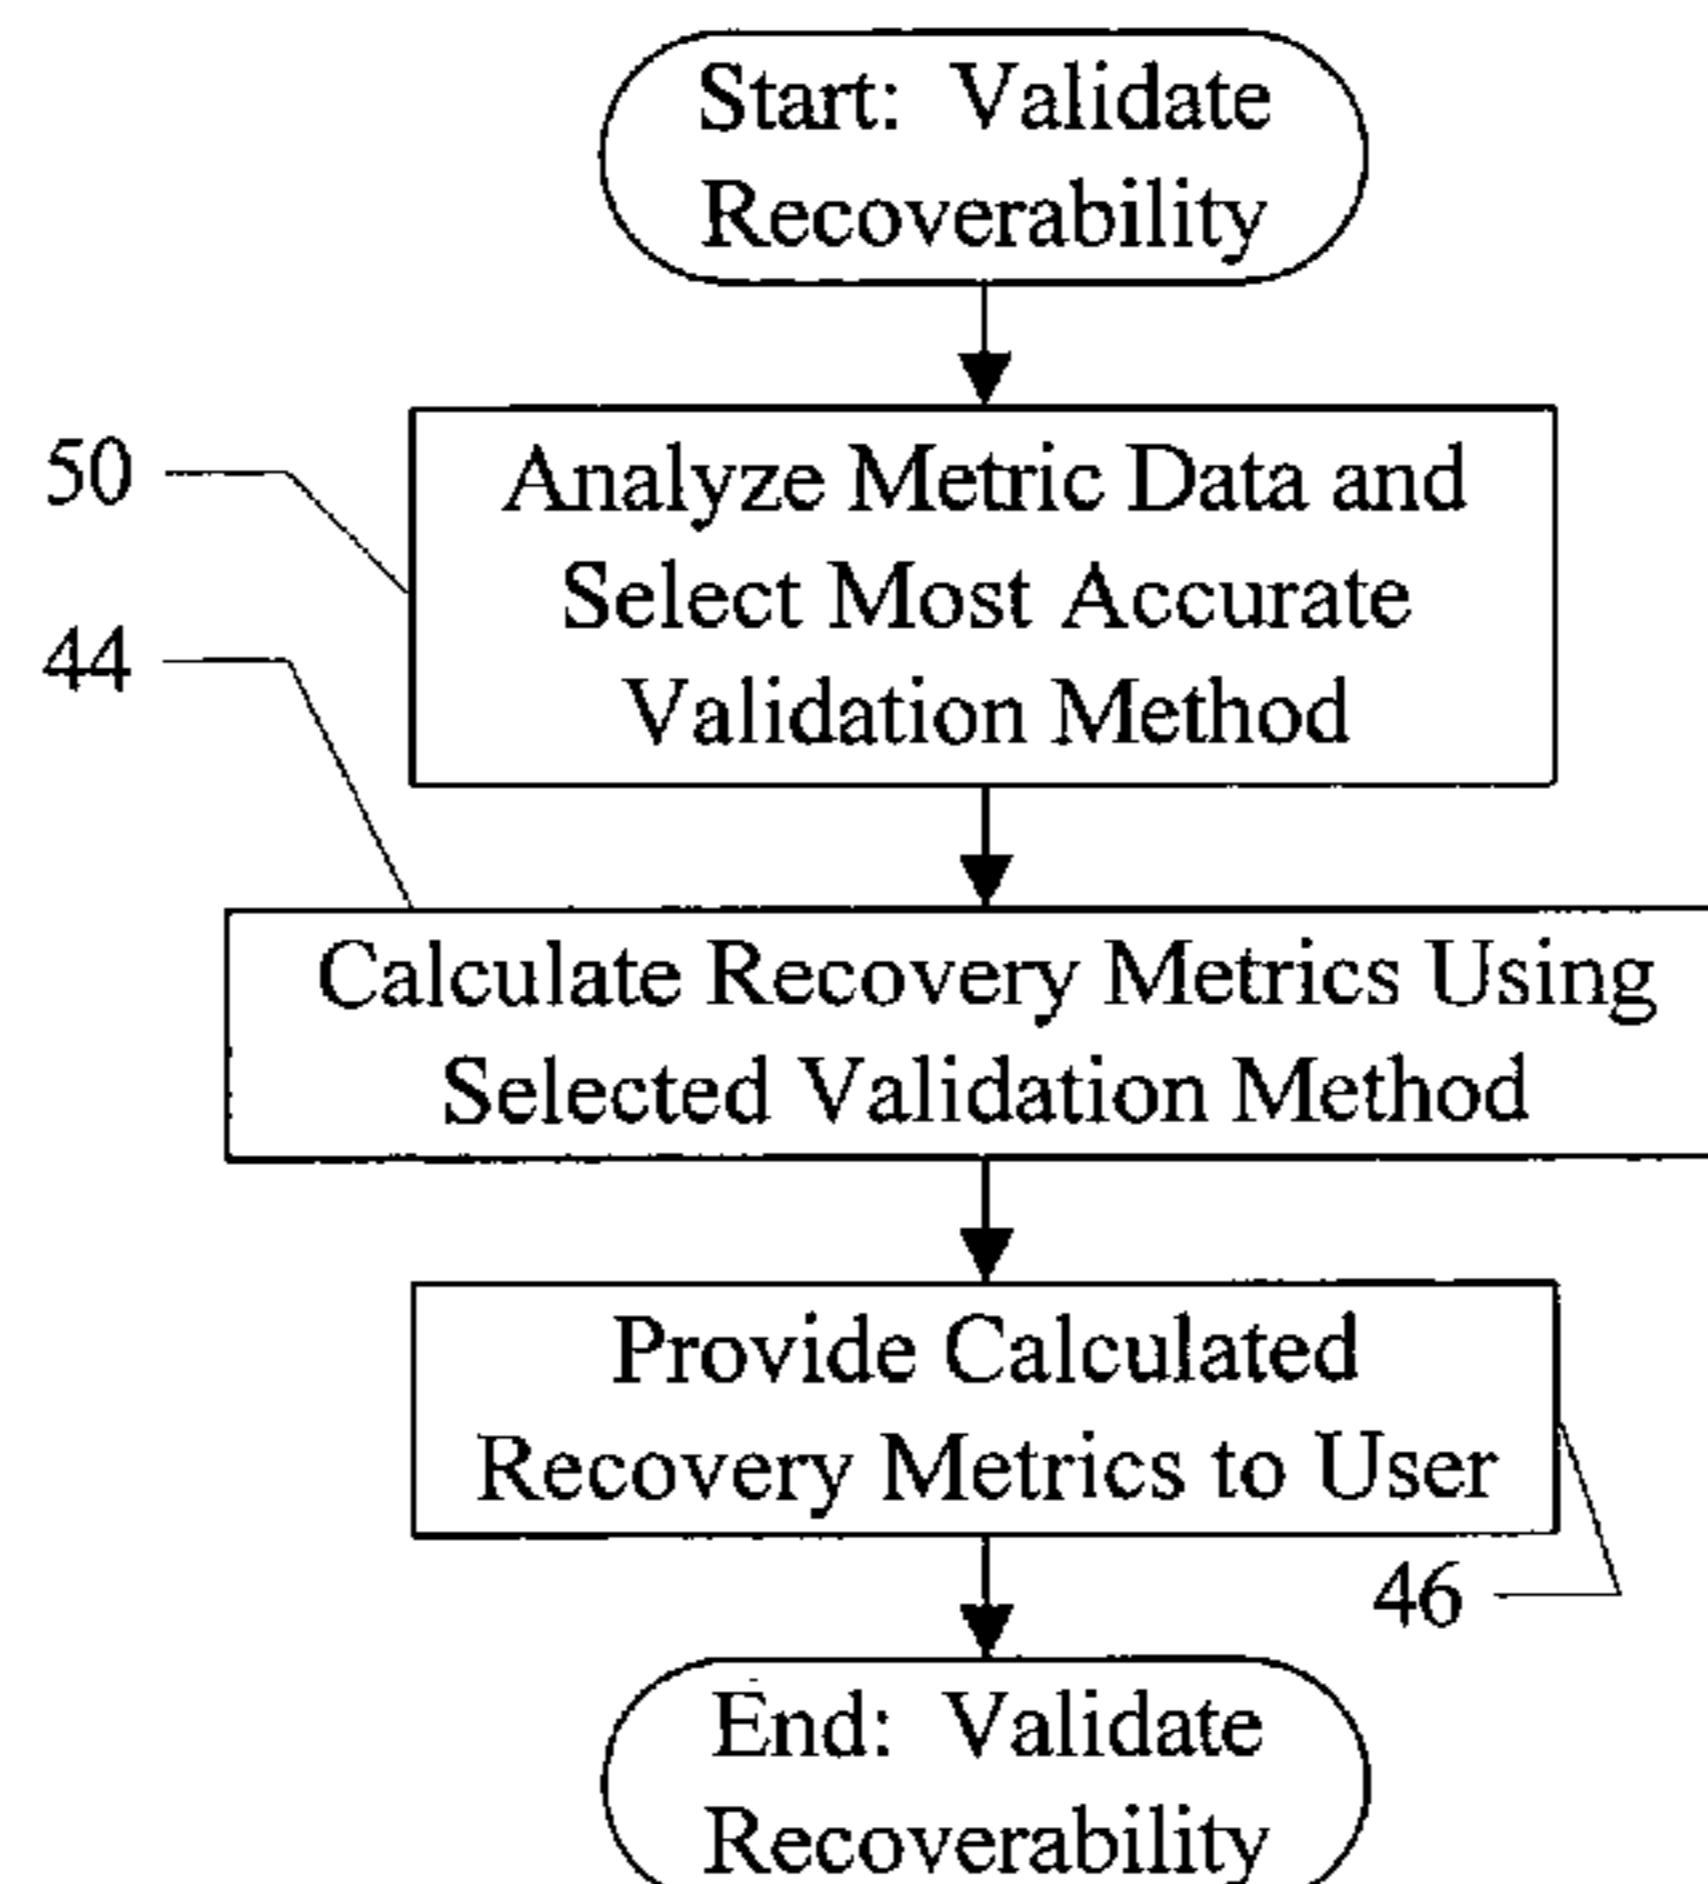 Start: Validate
Recoverability
50
Analyze Metric Data and
Select Most Accurate
Validation Method
44
Calculate Recovery Metrics Using
Selected Validation Method
Provide Calculated
Recovery Metrics to User
46
End: Validate
Recoverability